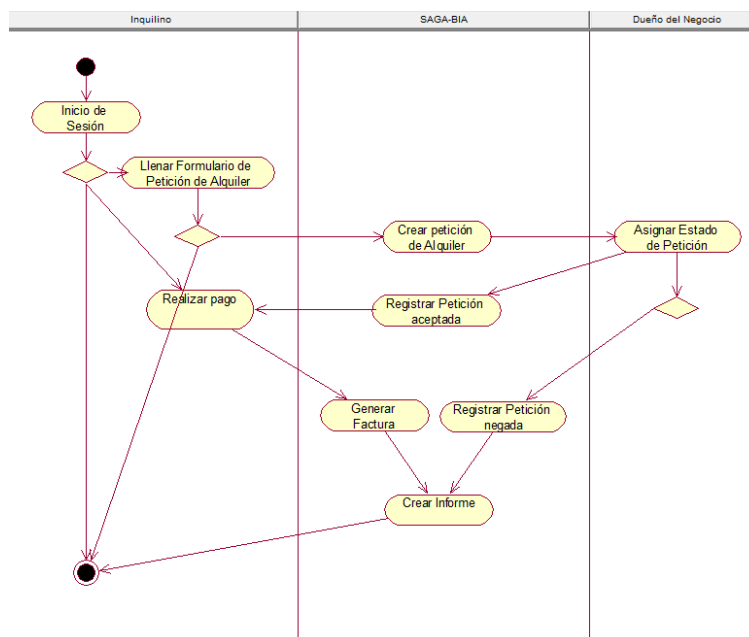 Inquilino
SAGA-BIA
Dueño del Negocio
Inicio de
Sesión
Llenar Formulario de
Petición de Alquiler
Crear petición
de Alquiler
Asignar Estado
de Petición
Realizar pago
Registrar Petición
aceptada
Generar
Factura
Registrar Petición
negada
Crear Informe